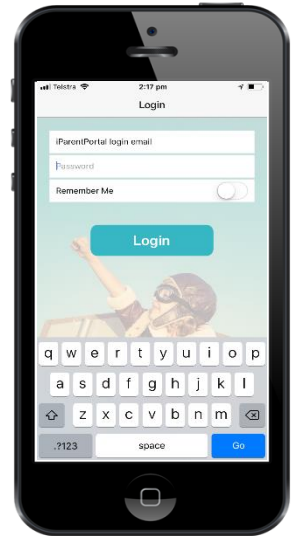 Telstra 2:17 pm
Login
iParentPortal login email
Password
Remember Me
Login
q w e r t y u i o p
a s d f g h j k l
z x c v b n m
.?123 space Go